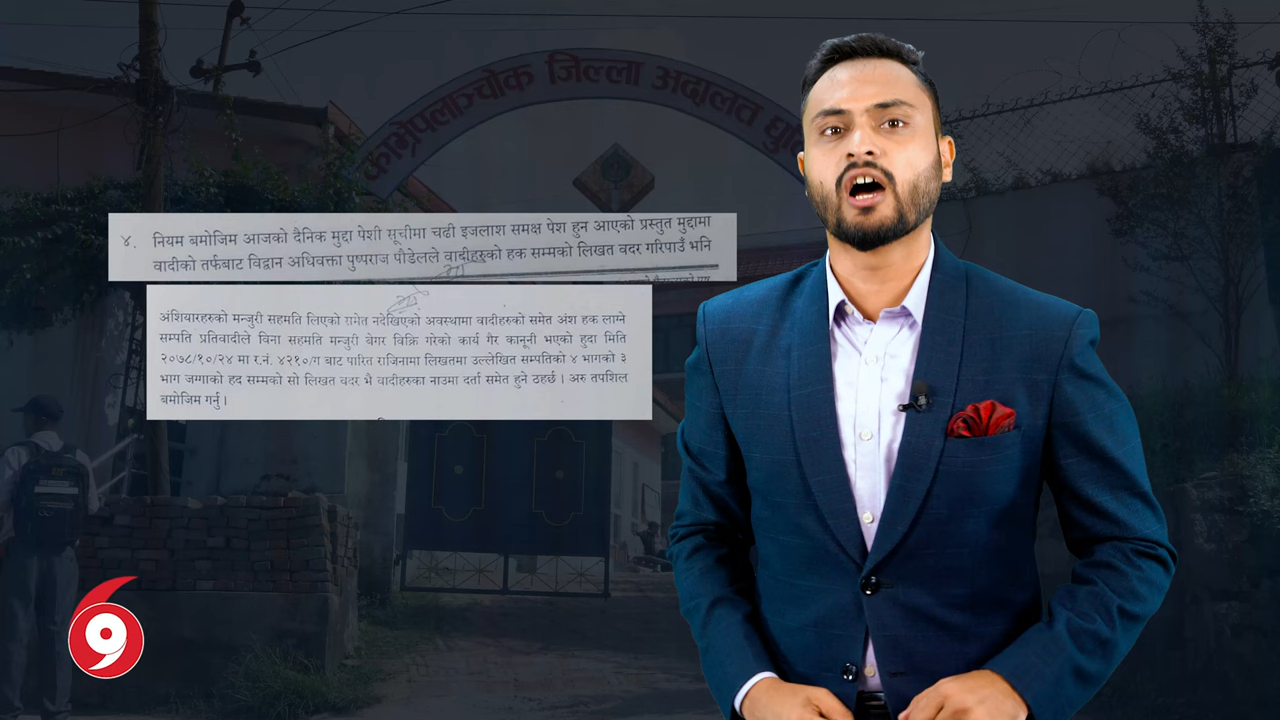 काभ्रेपलाञ्चोक जिल्ला अदालत धुलि
४. नियम बमोजिम आजको दैनिक मुद्दा पेशी सूचीमा चढी इजलाश समक्ष पेश हुन आएको प्रस्तुत मुद्दामा
वादीको तर्फबाट विद्वान अधिवक्ता पुष्पराज पौडेलले वादीहरुको हक सम्मको लिखत वदर गरिपाउँ भनि
अंशियारहरुको मन्जुरी सहमति लिएको समेत नदेखिएको अवस्थामा वादीहरुको समेत अंश हक लाग्ने
सम्पति प्रतिवादीले विना सहमति मन्जुरी बेगर विक्रि गरेको कार्य गैर कानूनी भएको हुदा मिति
२०७८/१०/२४ मा र.नं. ४२१०/ग बाट पारित राजिनामा लिखतमा उल्लेखित सम्पतिको ४ भागको ३
भाग जग्गाको हद सम्मको सो लिखत वदर भै वादीहरुका नाउमा दर्ता समेत हुने ठहर्छ । अरु तपशिल
बमोजिम गर्नु ।